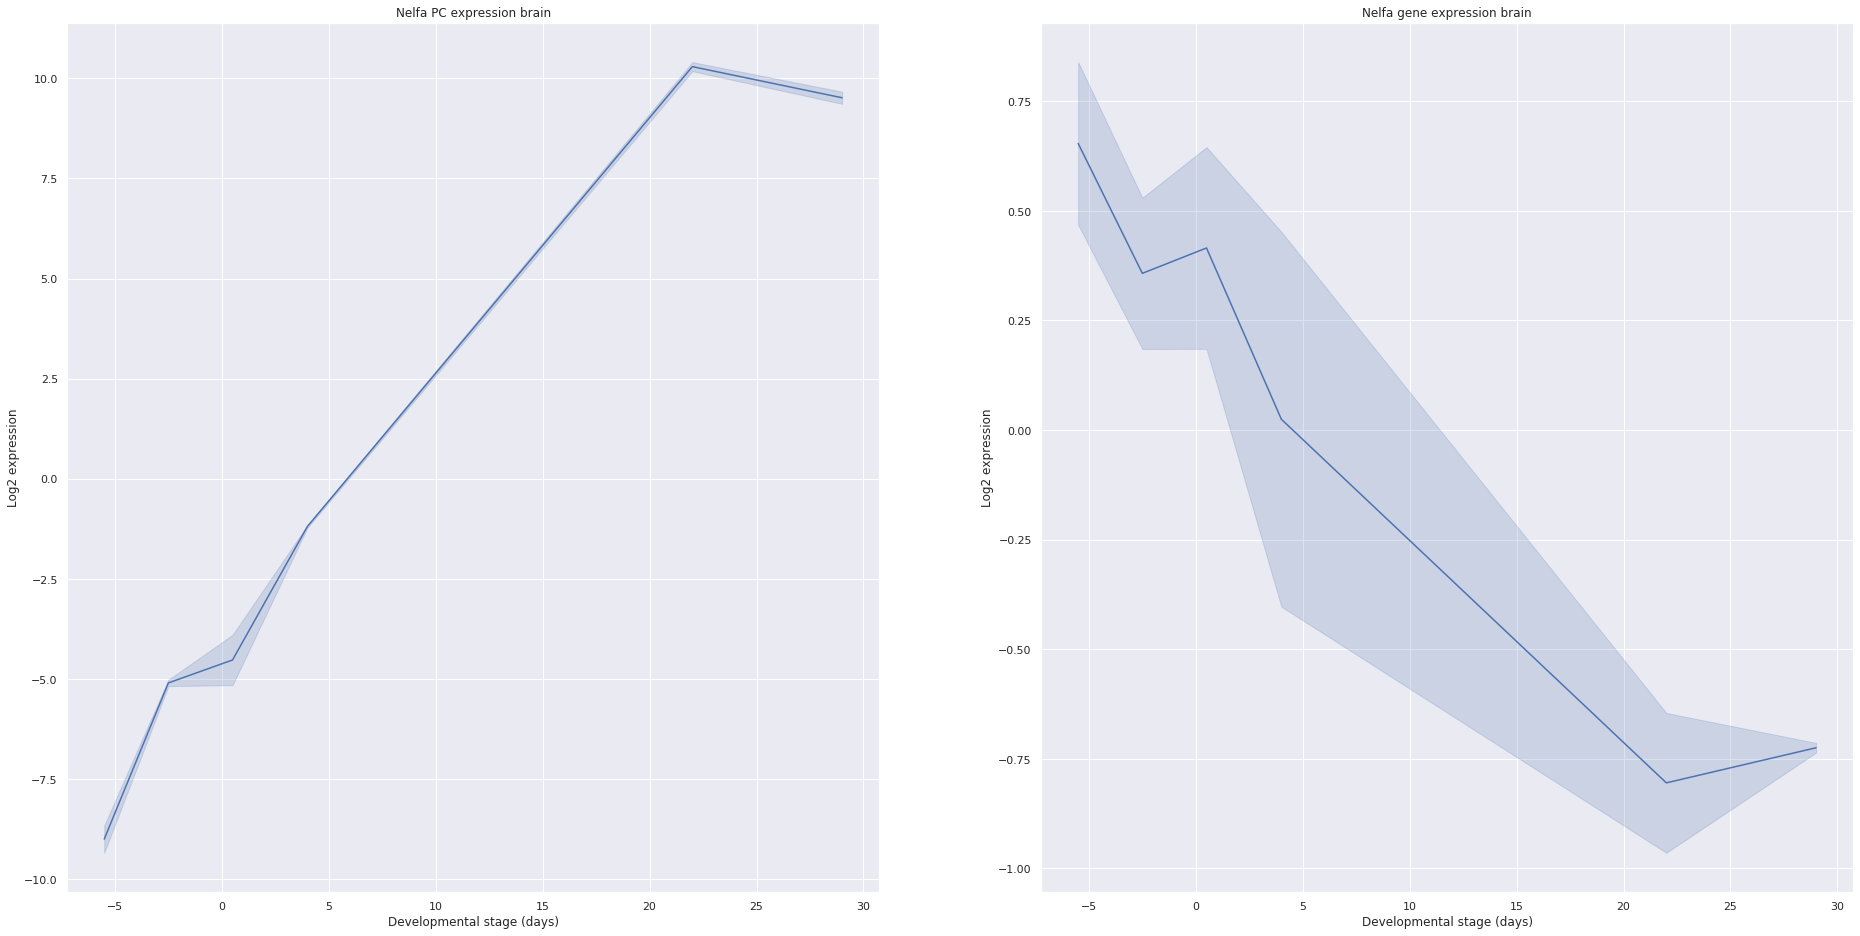 Nelfa PC expression brain
Log2 expression
10.0
7.5
5.0
2.5
0.0
−2.5
−5.0
−7.5
−10.0
−5 0 5 10 15 20 25 30
Developmental stage (days)
Nelfa gene expression brain
Log2 expression
0.75
0.50
0.25
0.00
−0.25
−0.50
−0.75
−1.00
−5 0 5 10 15 20 25 30
Developmental stage (days)